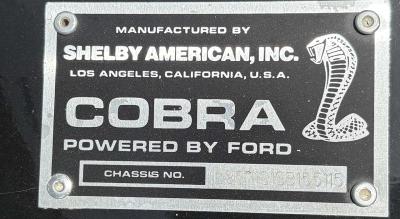 MANUFACTURED BY
SHELBY AMERICAN, INC.
LOS ANGELES, CALIFORNIA, U.S.A.
COBRA
POWERED BY FORD
CHASSIS NO.